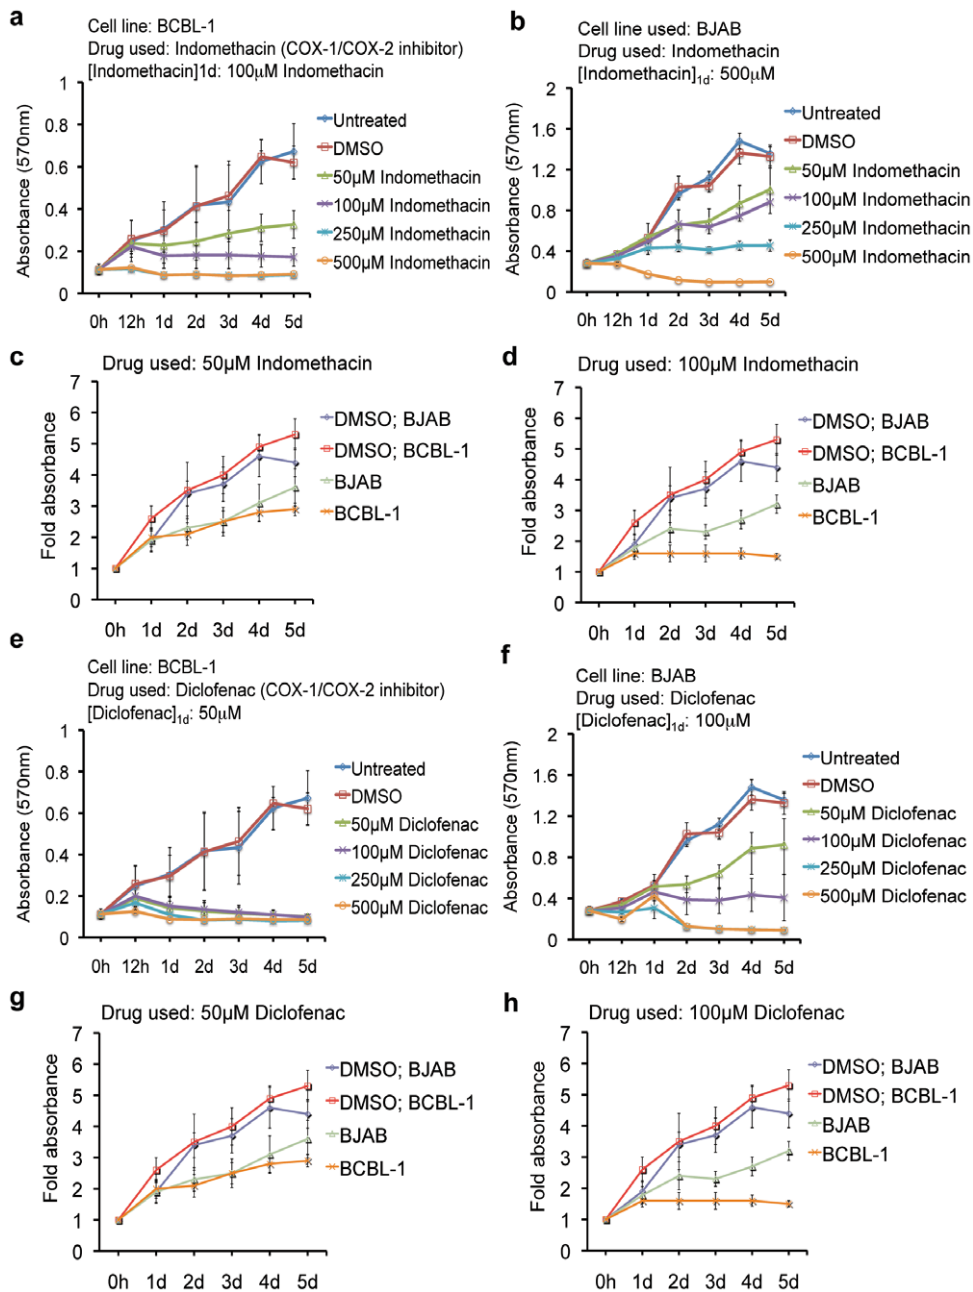 a
Cell line: BCBL-1
Drug used: Indomethacin (COX-1/COX-2 inhibitor)
[Indomethacin]1d: 100µM Indomethacin
Absorbance (570nm)
1
0.8
0.6
0.4
0.2
0
0h 12h 1d 2d 3d 4d 5d
Untreated
DMSO
50µM Indomethacin
100µM Indomethacin
250µM Indomethacin
500µM Indomethacin
b
Cell line used: BJAB
Drug used: Indomethacin
[Indomethacin]1d: 500µM
Absorbance (570nm)
2
1.6
1.2
0.8
0.4
0
0h 12h 1d 2d 3d 4d 5d
Untreated
DMSO
50µM Indomethacin
100µM Indomethacin
250µM Indomethacin
500µM Indomethacin
c
Drug used: 50µM Indomethacin
Fold absorbance
7
6
5
4
3
2
1
0
0h 1d 2d 3d 4d 5d
DMSO; BJAB
DMSO; BCBL-1
BJAB
BCBL-1
d
Drug used: 100µM Indomethacin
Fold absorbance
7
6
5
4
3
2
1
0
0h 1d 2d 3d 4d 5d
DMSO; BJAB
DMSO; BCBL-1
BJAB
BCBL-1
e
Cell line: BCBL-1
Drug used: Diclofenac (COX-1/COX-2 inhibitor)
[Diclofenac]1d: 50µM
Absorbance (570nm)
1
0.8
0.6
0.4
0.2
0
0h 12h 1d 2d 3d 4d 5d
Untreated
DMSO
50µM Diclofenac
100µM Diclofenac
250µM Diclofenac
500µM Diclofenac
f
Cell line: BJAB
Drug used: Diclofenac
[Diclofenac]1d: 100µM
Absorbance (570nm)
2
1.6
1.2
0.8
0.4
0
0h 12h 1d 2d 3d 4d 5d
Untreated
DMSO
50µM Diclofenac
100µM Diclofenac
250µM Diclofenac
500µM Diclofenac
g
Drug used: 50µM Diclofenac
Fold absorbance
7
6
5
4
3
2
1
0
0h 1d 2d 3d 4d 5d
DMSO; BJAB
DMSO; BCBL-1
BJAB
BCBL-1
h
Drug used: 100µM Diclofenac
Fold absorbance
7
6
5
4
3
2
1
0
0h 1d 2d 3d 4d 5d
DMSO; BJAB
DMSO; BCBL-1
BJAB
BCBL-1